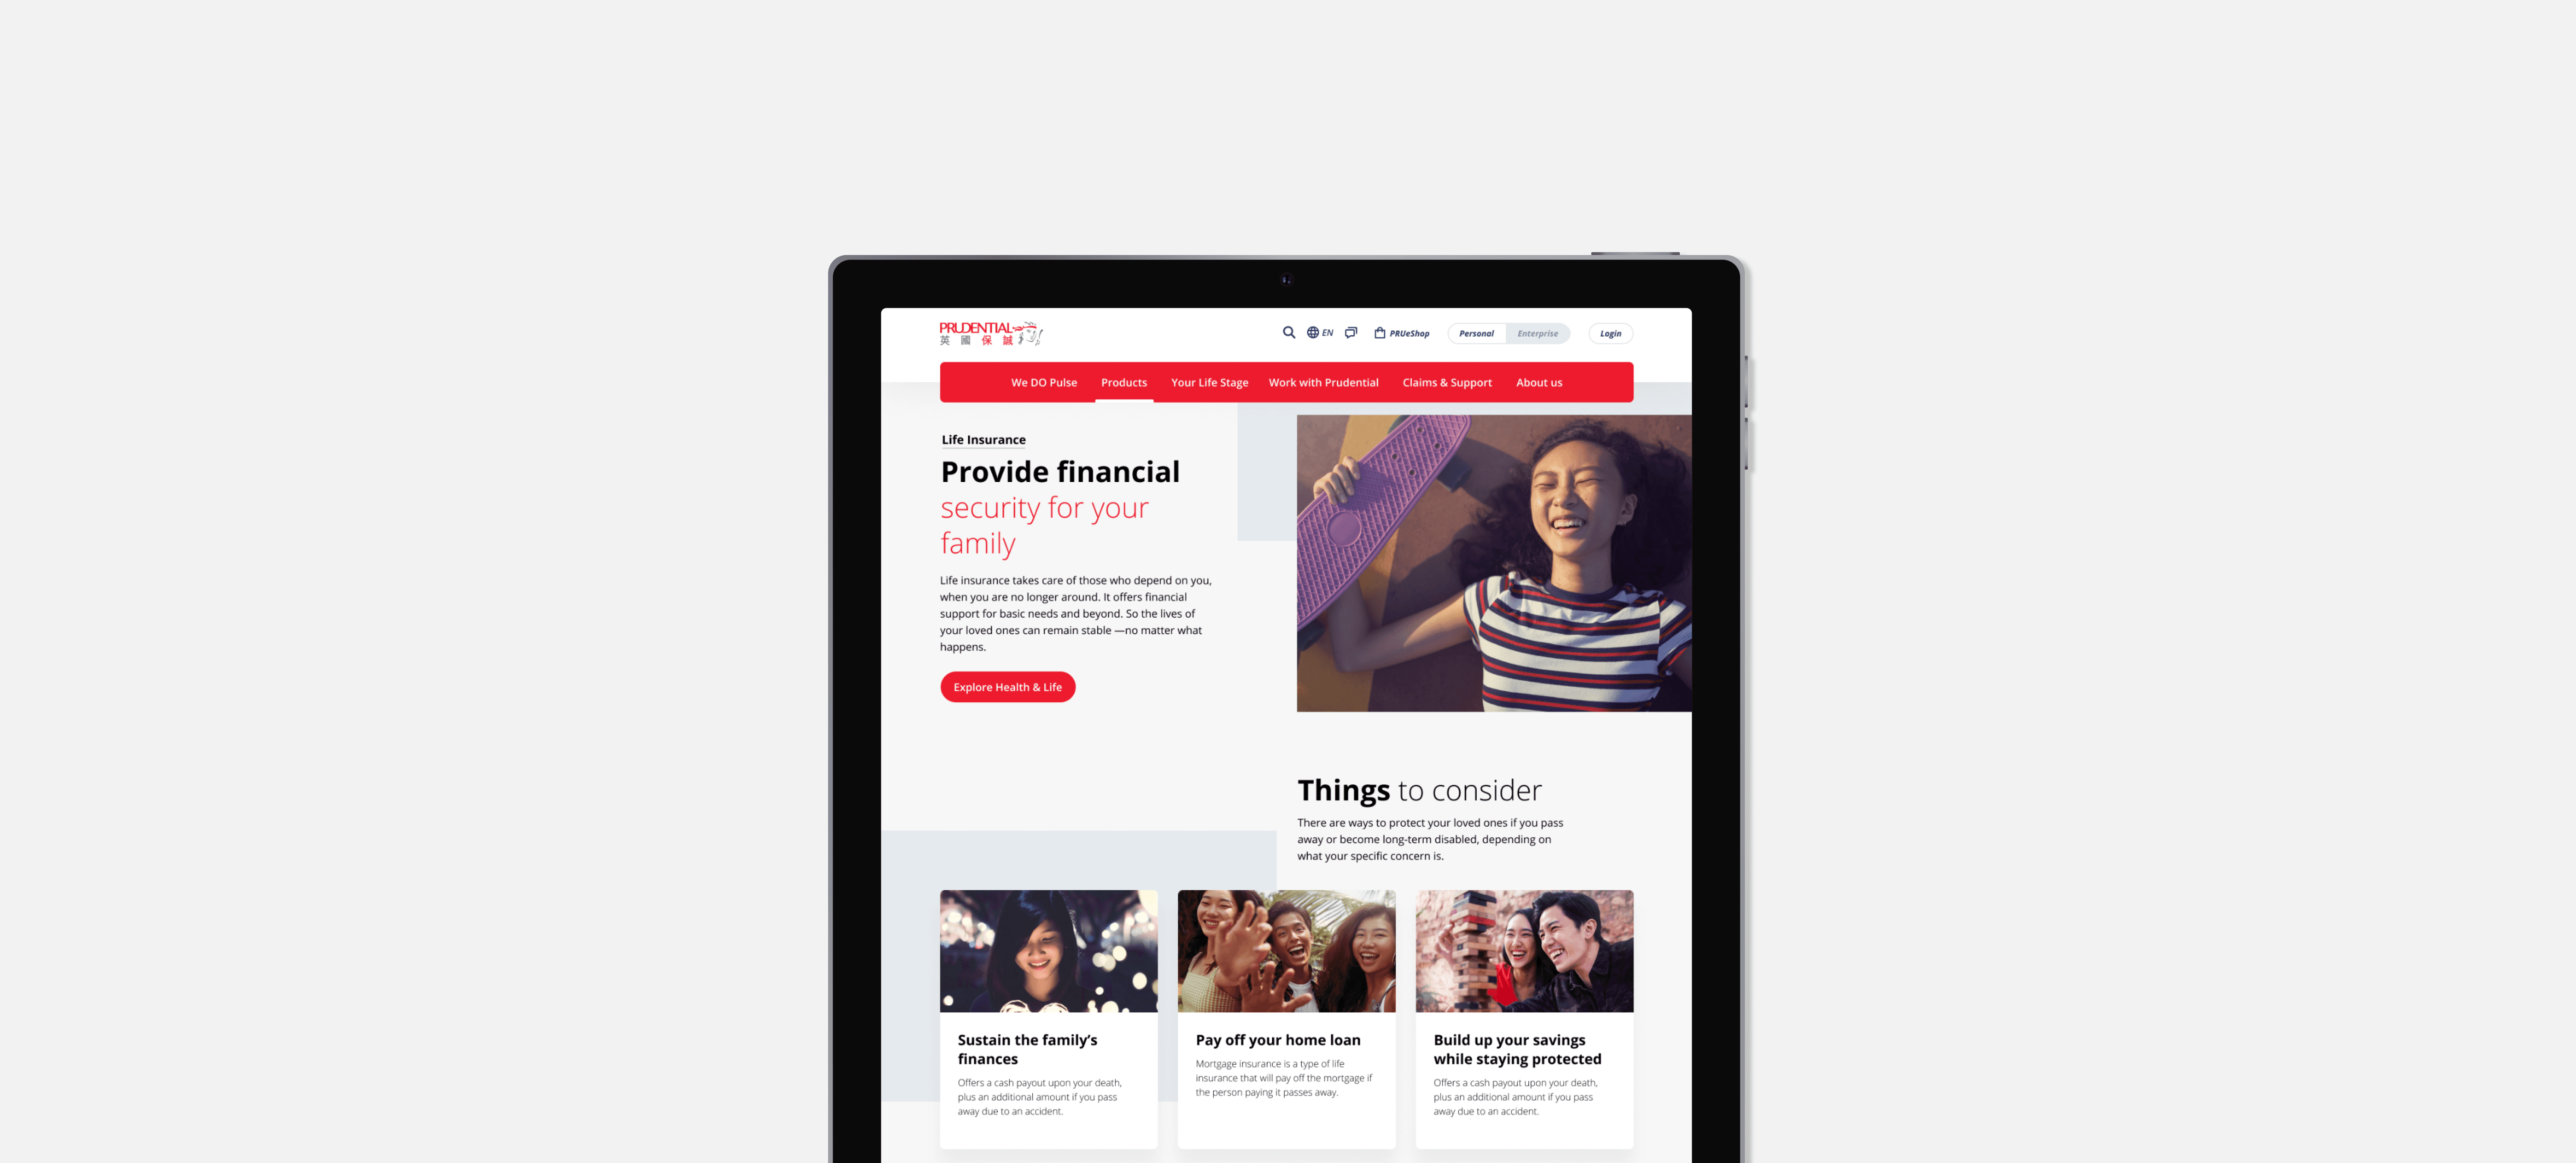 PRUDENTIAL
英國保誠
EN
PRUeShop
Personal
Enterprise
Login
We DO Pulse
Products
Your Life Stage
Work with Prudential
Claims & Support
About us
Life Insurance
Provide financial
security for your
family
Life insurance takes care of those who depend on you,
when you are no longer around. It offers financial
support for basic needs and beyond. So the lives of
your loved ones can remain stable —no matter what
happens.
Explore Health & Life
Things to consider
There are ways to protect your loved ones if you pass
away or become long-term disabled, depending on
what your specific concern is.
Sustain the family's
finances
Offers a cash payout upon your death,
plus an additional amount if you pass
away due to an accident.
Pay off your home loan
Mortgage insurance is a type of life
insurance that will pay off the mortgage if
the person paying it passes away.
Build up your savings
while staying protected
Offers a cash payout upon your death,
plus an additional amount if you pass
away due to an accident.